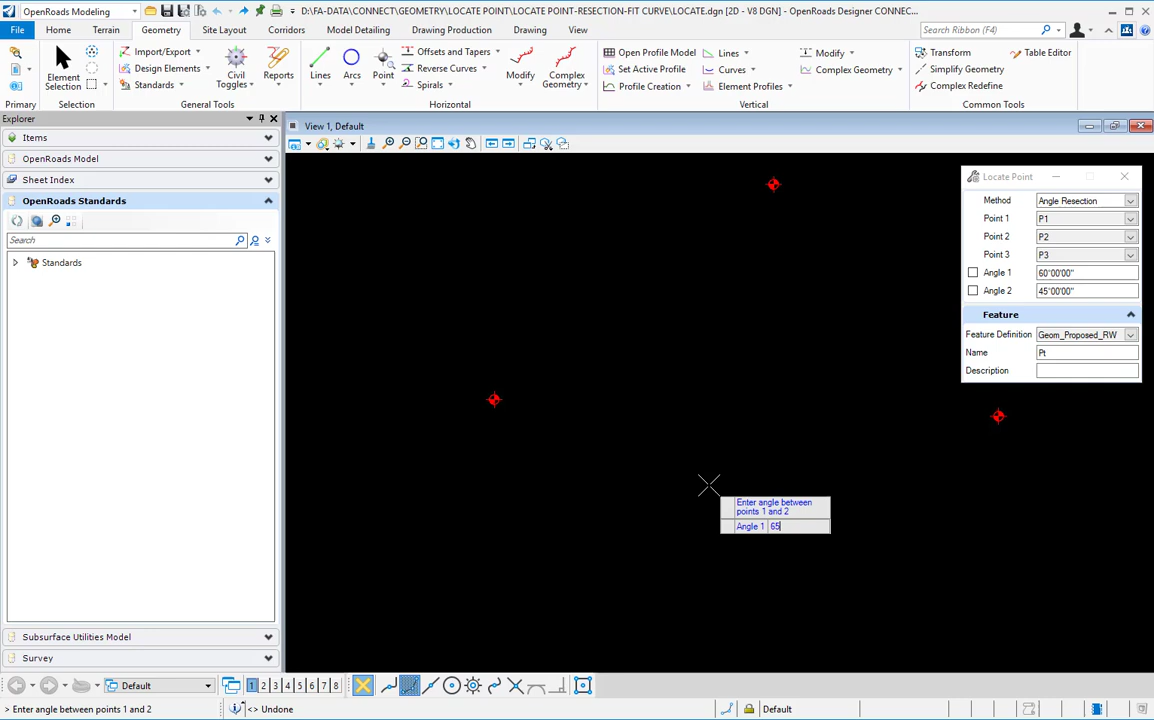 OpenRoads Modeling
D:\FA-DATA\CONNECT\GEOMETRY\LOCATE POINT\LOCATE POINT-RESECTION-FIT CURVE\LOCATE.dgn [2D - V8 DGN] - OpenRoads Designer CONNEC...
File Home Terrain Geometry Site Layout Corridors Model Detailing Drawing Production Drawing View
Search Ribbon (F4)
Element Selection
Import/Export
Design Elements
Standards
Civil Toggles
Reports
Lines
Arcs
Point
Offsets and Tapers
Reverse Curves
Spirals
Modify
Complex Geometry
Open Profile Model
Set Active Profile
Profile Creation
Lines
Curves
Element Profiles
Modify
Complex Geometry
Transform
Simplify Geometry
Complex Redefine
Table Editor
Primary Selection General Tools Horizontal Vertical Common Tools
Explorer
Items
OpenRoads Model
Sheet Index
OpenRoads Standards
Search
Standards
Subsurface Utilities Model
Survey
View 1, Default
Locate Point
Method Angle Resection
Point 1 P1
Point 2 P2
Point 3 P3
Angle 1 60°00'00"
Angle 2 45°00'00"
Feature
Feature Definition Geom_Proposed_RW
Name Pt
Description
Enter angle between
points 1 and 2
Angle 1 65
Default
1 2 3 4 5 6 7 8
> Enter angle between points 1 and 2
<> Undone
Default